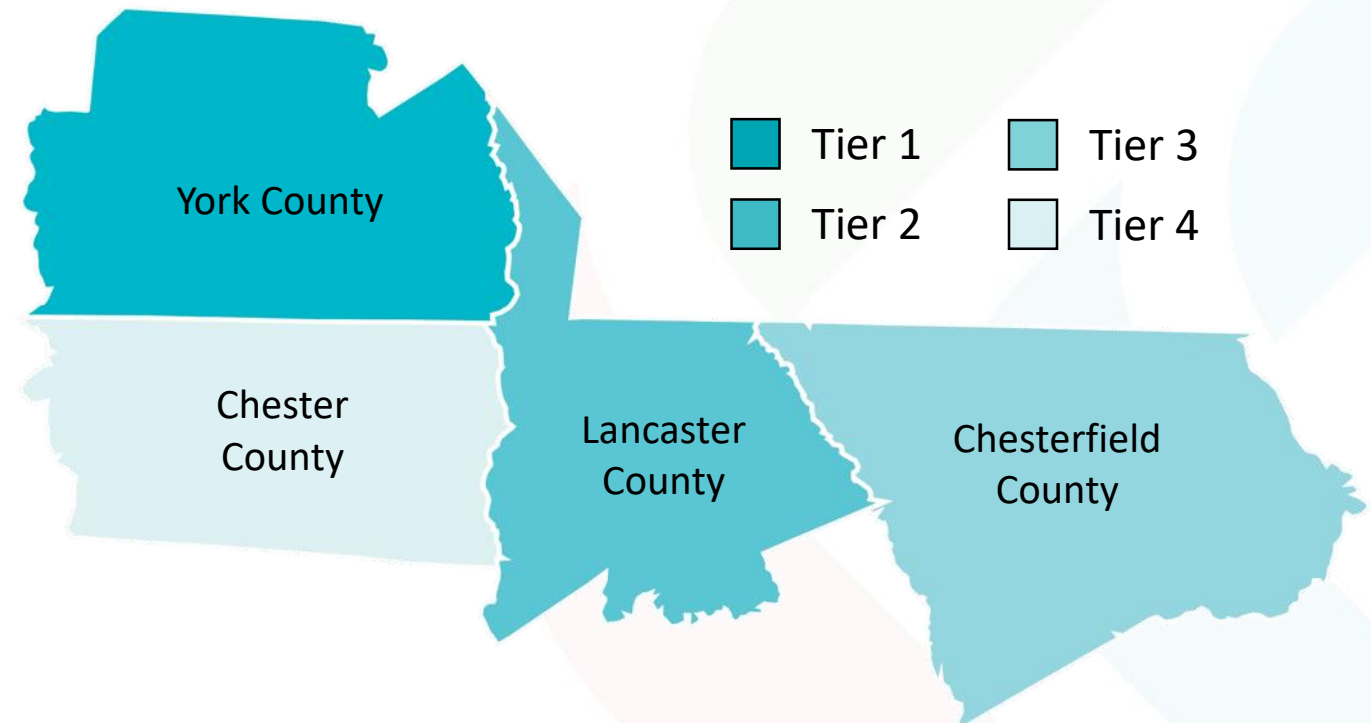 Tier 1
Tier 3
Tier 2
Tier 4
York County
Chester
County
Lancaster
County
Chesterfield
County